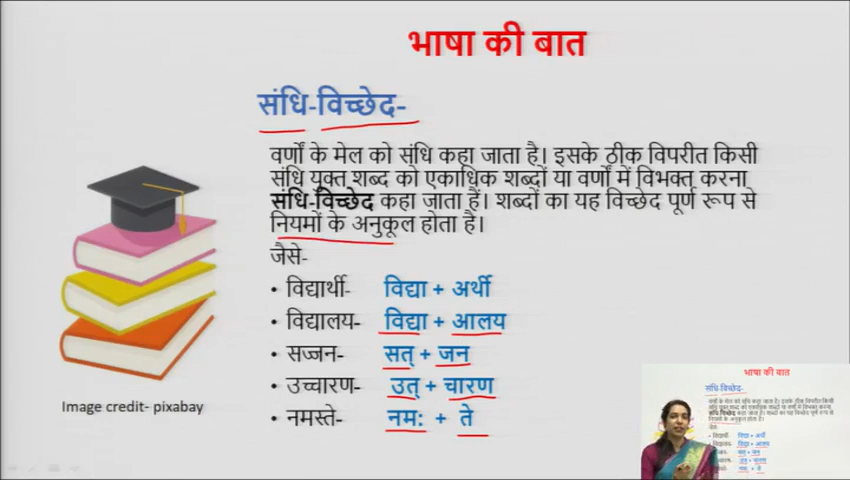 भाषा की बात
संधि-विच्छेद-
वर्णों के मेल को संधि कहा जाता है। इसके ठीक विपरीत किसी
संधि युक्त शब्द को एकाधिक शब्दों या वर्णों में विभक्त करना
संधि-विच्छेद कहा जाता हैं। शब्दों का यह विच्छेद पूर्ण रूप से
नियमों के अनुकूल होता है।
जैसे-
• विद्यार्थी- विद्या + अर्थी
• विद्यालय- विद्या + आलय
• सज्जन- सत् + जन
• उच्चारण- उत् + चारण
• नमस्ते- नम: + ते
Image credit- pixabay
भाषा की बात
संधि-विच्छेद-